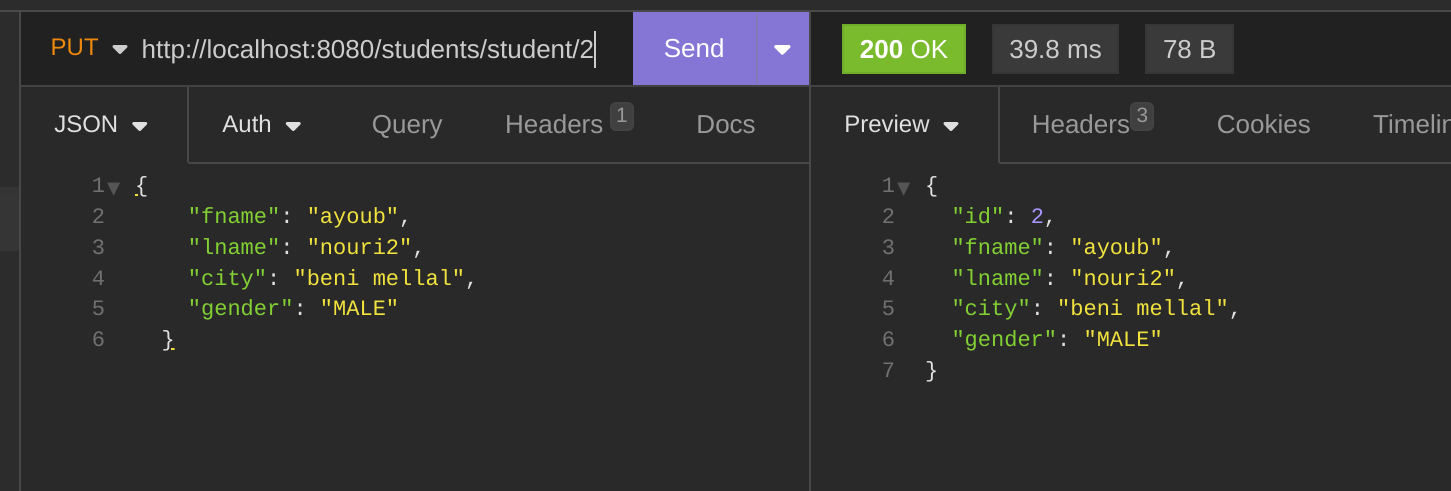 PUT http://localhost:8080/students/student/2 Send 200 OK 39.8 ms 78 B
JSON Auth Query Headers 1 Docs Preview Headers 3 Cookies Timelin
1 {
2 "fname": "ayoub",
3 "lname": "nouri2",
4 "city": "beni mellal",
5 "gender": "MALE"
6 }
1 {
2 "id": 2,
3 "fname": "ayoub",
4 "lname": "nouri2",
5 "city": "beni mellal",
6 "gender": "MALE"
7 }